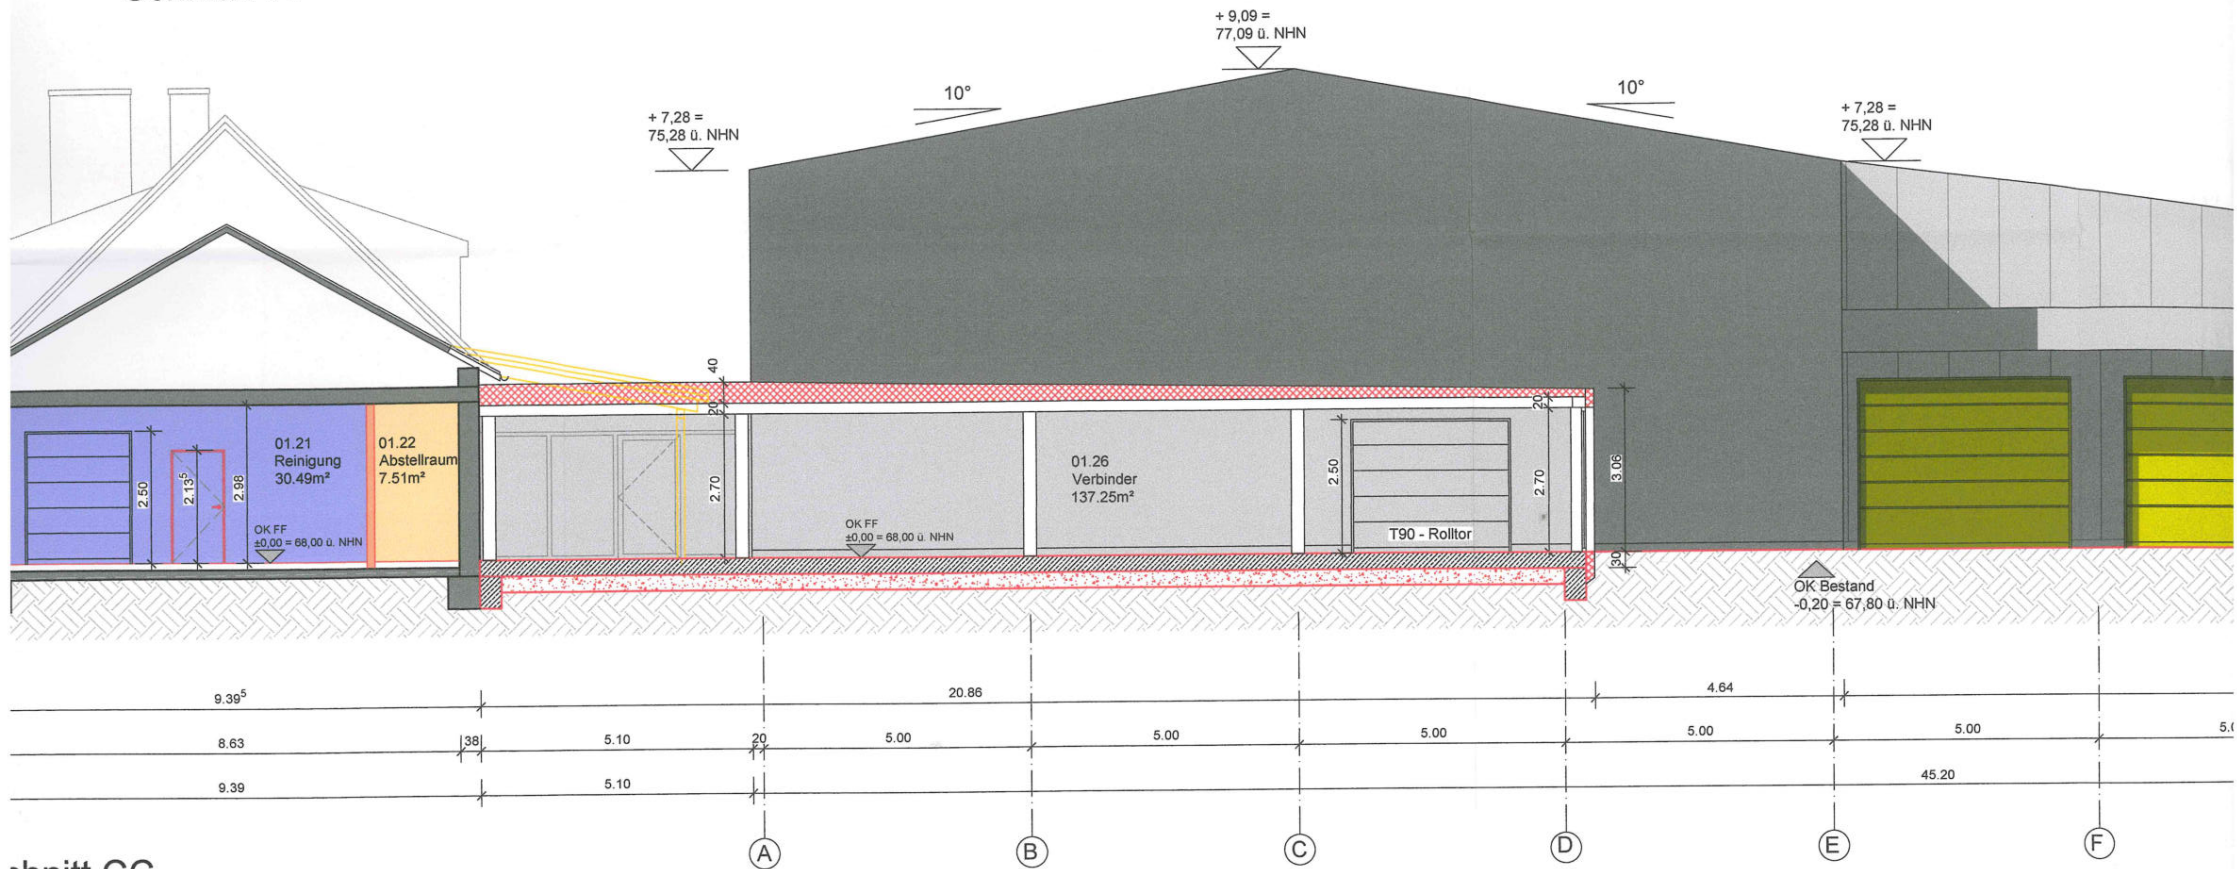 + 9,09 =
77,09 ü. NHN
10°
10°
+ 7,28 =
75,28 ü. NHN
+ 7,28 =
75,28 ü. NHN
40
20
20
01.21
Reinigung
30.49m²
01.22
Abstellraum
7.51m²
2.50
2.13⁵
2.98
OK FF
±0,00 = 68,00 ü. NHN
2.70
01.26
Verbinder
137.25m²
OK FF
±0,00 = 68,00 ü. NHN
2.50
T90 - Rolltor
2.70
3.06
30
OK Bestand
-0,20 = 67,80 ü. NHN
9.39⁵
20.86
4.64
8.63
38
5.10
20
5.00
5.00
5.00
5.00
5.00
9.39
5.10
45.20
A
B
C
D
E
F